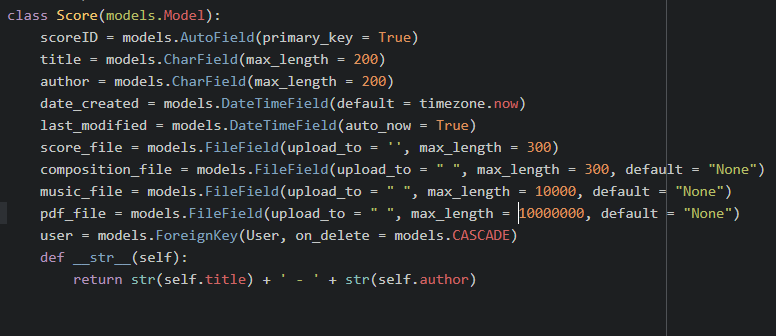 class Score(models.Model):
    scoreID = models.AutoField(primary_key = True)
    title = models.CharField(max_length = 200)
    author = models.CharField(max_length = 200)
    date_created = models.DateTimeField(default = timezone.now)
    last_modified = models.DateTimeField(auto_now = True)
    score_file = models.FileField(upload_to = '', max_length = 300)
    composition_file = models.FileField(upload_to = " ", max_length = 300, default = "None")
    music_file = models.FileField(upload_to = " ", max_length = 10000, default = "None")
    pdf_file = models.FileField(upload_to = " ", max_length = 10000000, default = "None")
    user = models.ForeignKey(User, on_delete = models.CASCADE)
    def __str__(self):
        return str(self.title) + ' - ' + str(self.author)